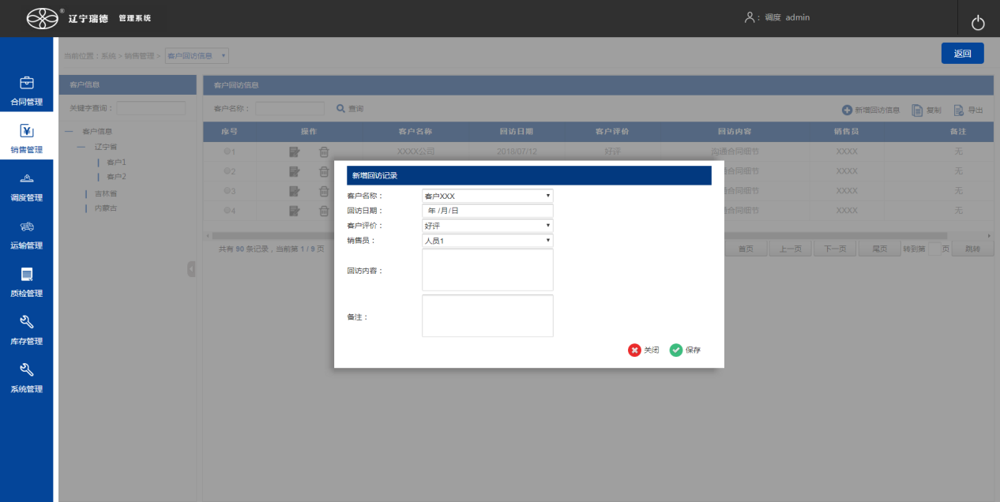 ® 辽宁瑞德 管理系统 : 调度 admin
当前位置：系统 > 销售管理 > 客户回访信息 返回
合同管理
销售管理
调度管理
运输管理
质检管理
库存管理
系统管理
客户信息
关键字查询：
客户信息
辽宁省
客户1
客户2
吉林省
内蒙古
客户回访信息
客户名称： 查询 新增回访信息 复制 导出
序号 操作 客户名称 回访日期 客户评价 回访内容 销售员 备注
1 XXXX公司 2018/07/12 好评 沟通合同细节 XXXX 无
2 合同细节 XXXX 无
3 合同细节 XXXX 无
4 合同细节 XXXX 无
共有 90 条记录，当前第 1 / 9 页 首页 上一页 下一页 尾页 转到第 页 跳转
新增回访记录
客户名称： 客户XXX
回访日期： 年 /月/日
客户评价： 好评
销售员： 人员1
回访内容：
备注：
关闭 保存